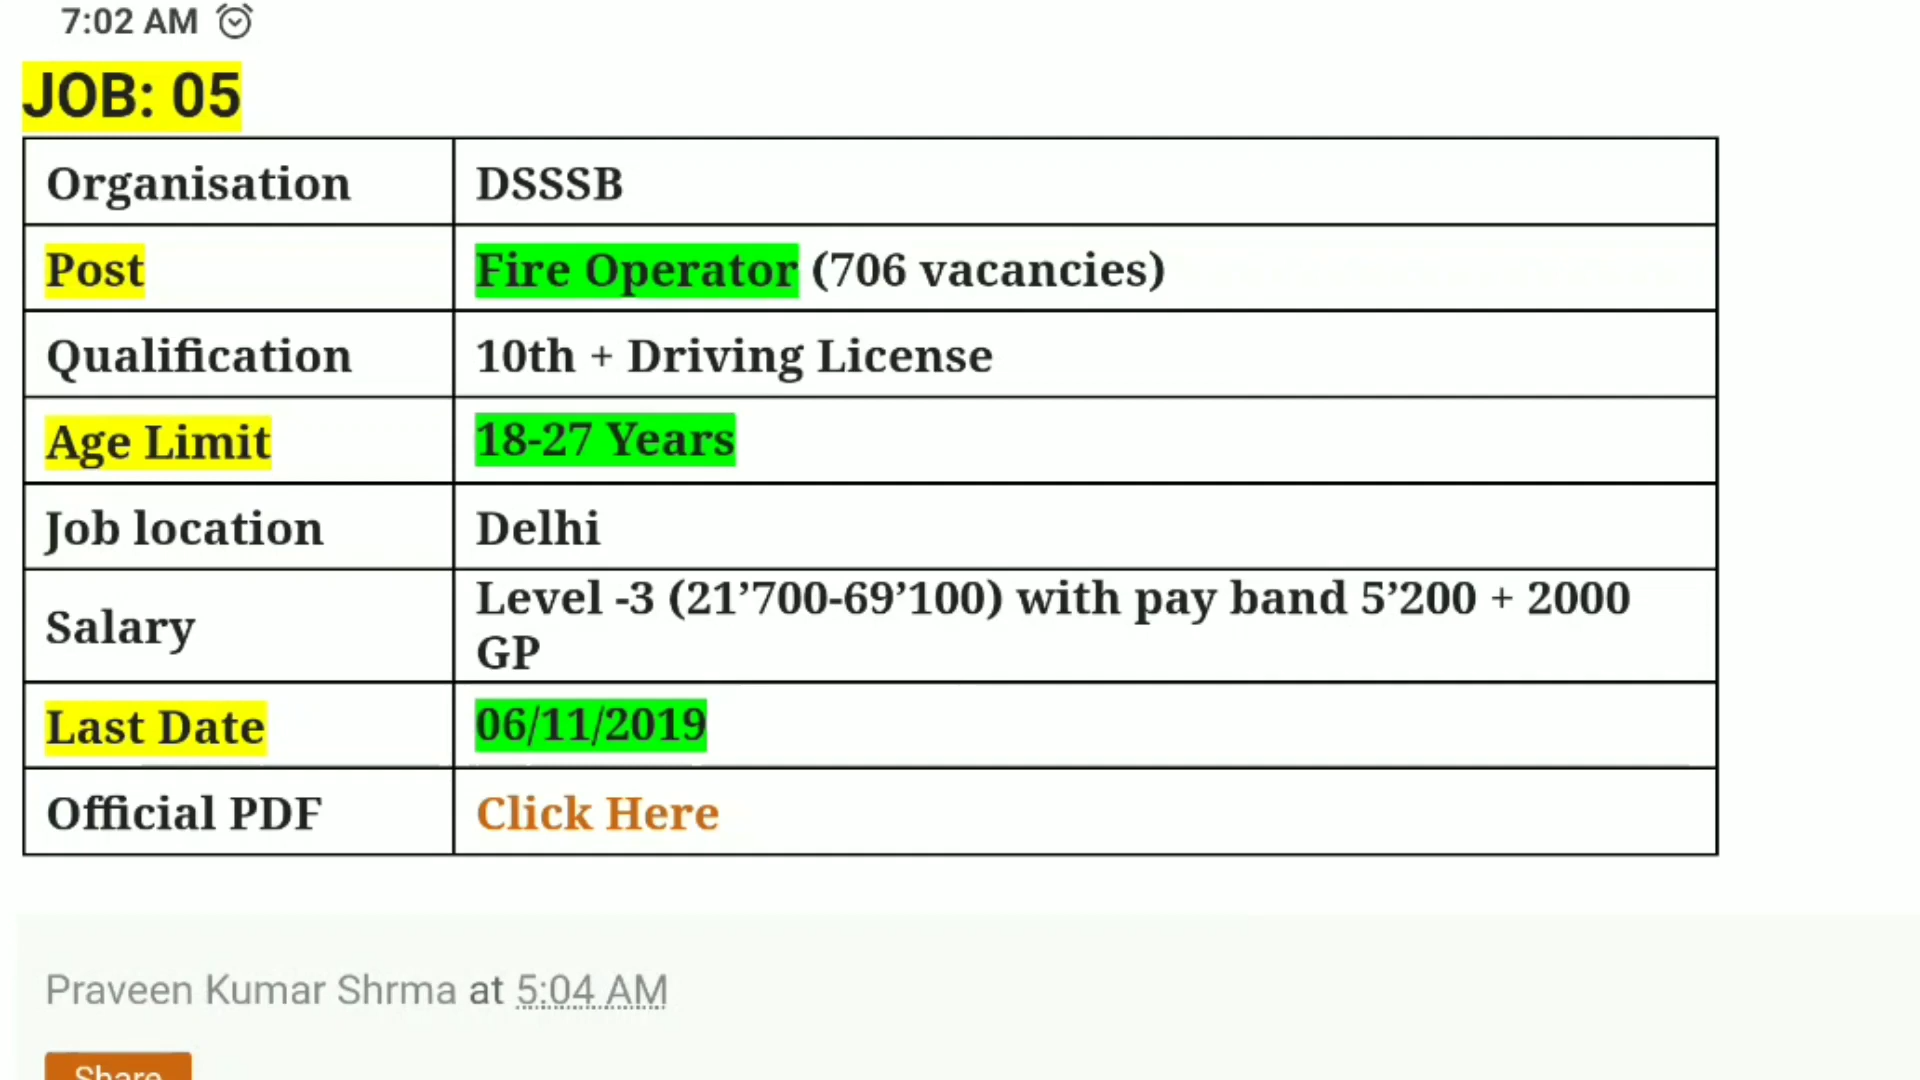 7:02 AM
JOB: 05
Organisation DSSSB
Post Fire Operator (706 vacancies)
Qualification 10th + Driving License
Age Limit 18-27 Years
Job location Delhi
Salary Level -3 (21’700-69’100) with pay band 5’200 + 2000
GP
Last Date 06/11/2019
Official PDF Click Here
Praveen Kumar Shrma at 5:04 AM
Share